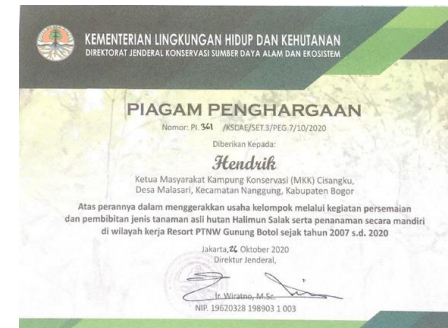 KEMENTERIAN LINGKUNGAN HIDUP DAN KEHUTANAN
DIREKTORAT JENDERAL KONSERVASI SUMBER DAYA ALAM DAN EKOSISTEM
PIAGAM PENGHARGAAN
Nomor: PI. 361 /KSDAE/SET.3/PEG.7/10/2020
Diberikan Kepada:
Hendrik
Ketua Masyarakat Kampung Konservasi (MKK) Cisangku,
Desa Malasari, Kecamatan Nanggung, Kabupaten Bogor
Atas perannya dalam menggerakkan usaha kelompok melalui kegiatan persemaian
dan pembibitan jenis tanaman asli hutan Halimun Salak serta penanaman secara mandiri
di wilayah kerja Resort PTNW Gunung Botol sejak tahun 2007 s.d. 2020
Jakarta, 26 Oktober 2020
Direktur Jenderal,
Ir. Wiratno, M.Sc.
NIP. 19620328 198903 1 003